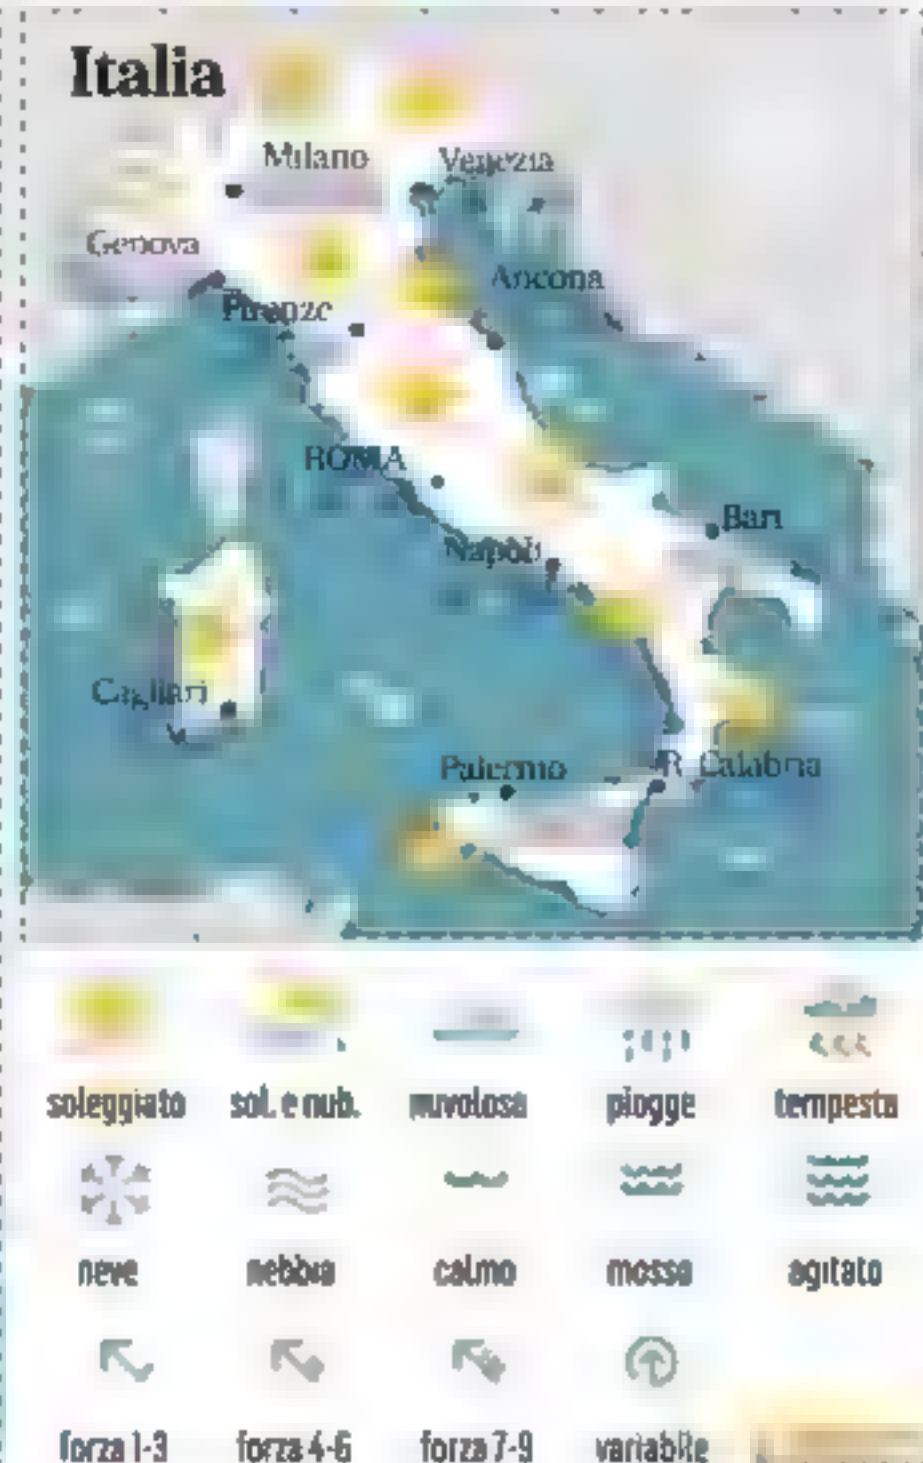 Italia
Milano
Venezia
Genova
Ancona
Firenze
ROMA
Bari
Napoli
Cagliari
Palermo
R Calabria
soleggiato sol. e nub. nuvoloso piogge tempesta
neve nebbia calmo mosso agitato
forza 1-3 forza 4-6 forza 7-9 variabile